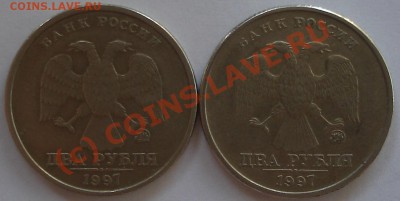 COINS.LAVE.RU
БАНК РОССИИ
ДВА РУБЛЯ
1997
БАНК РОССИИ
ДВА РУБЛЯ
1997
(c) COINS.LAVE.RU